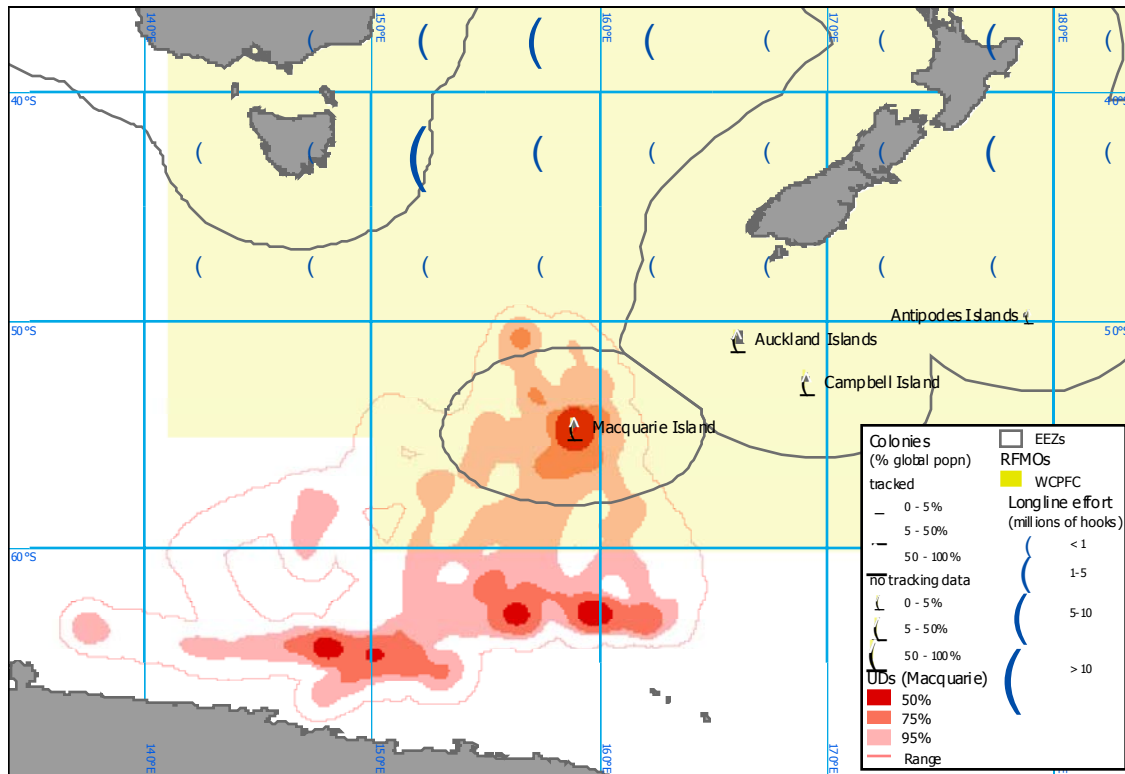 140°E
150°E
160°E
170°E
180°E
40°S
40°S
50°S
50°S
60°S
Antipodes Islands
Auckland Islands
Campbell Island
Macquarie Island
Colonies
(% global popn)
tracked
0 - 5%
5 - 50%
50 - 100%
no tracking data
0 - 5%
5 - 50%
50 - 100%
UDs (Macquarie)
50%
75%
95%
Range
EEZs
RFMOs
WCPFC
Longline effort
(millions of hooks)
< 1
1-5
5-10
> 10
140°E
150°E
160°E
170°E